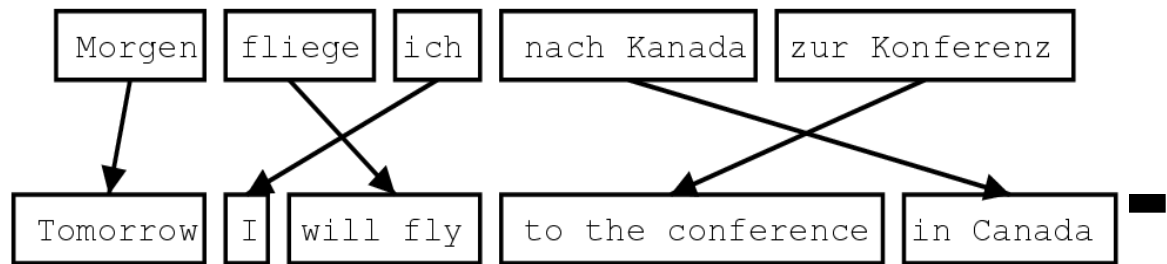 Morgen fliege ich nach Kanada zur Konferenz
Tomorrow I will fly to the conference in Canada